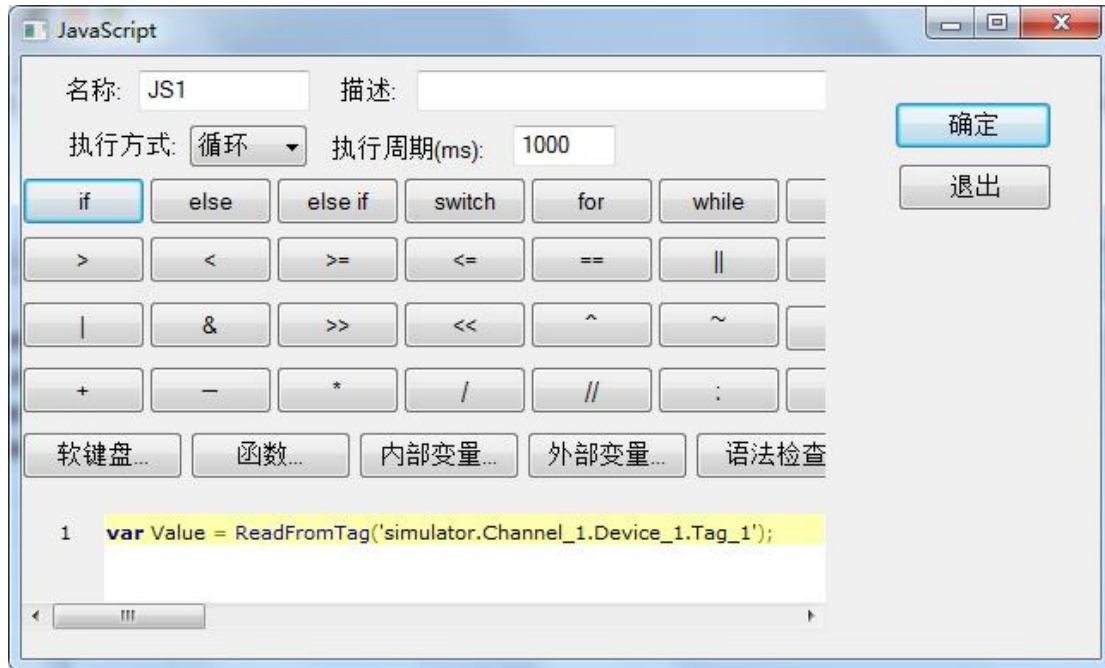 JavaScript
名称: JS1 描述:
执行方式: 循环 执行周期(ms): 1000
确定
退出
if else else if switch for while
> < >= <= == ||
| & >> << ^ ~
+ — * / // :
软键盘... 函数... 内部变量... 外部变量... 语法检查
1 var Value = ReadFromTag('simulator.Channel_1.Device_1.Tag_1');